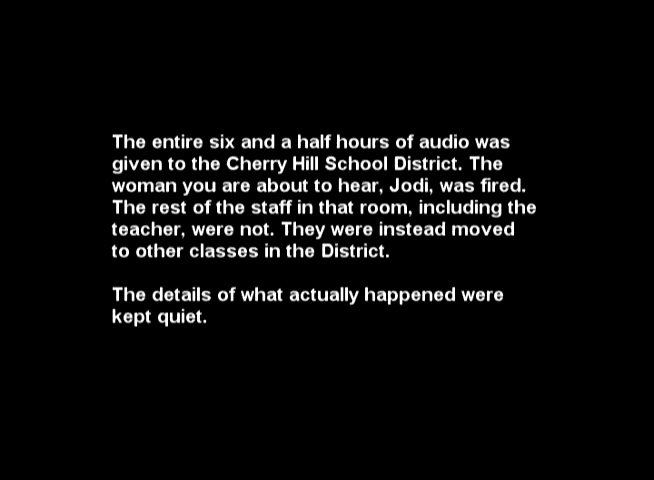 The entire six and a half hours of audio was
given to the Cherry Hill School District. The
woman you are about to hear, Jodi, was fired.
The rest of the staff in that room, including the
teacher, were not. They were instead moved
to other classes in the District.
The details of what actually happened were
kept quiet.